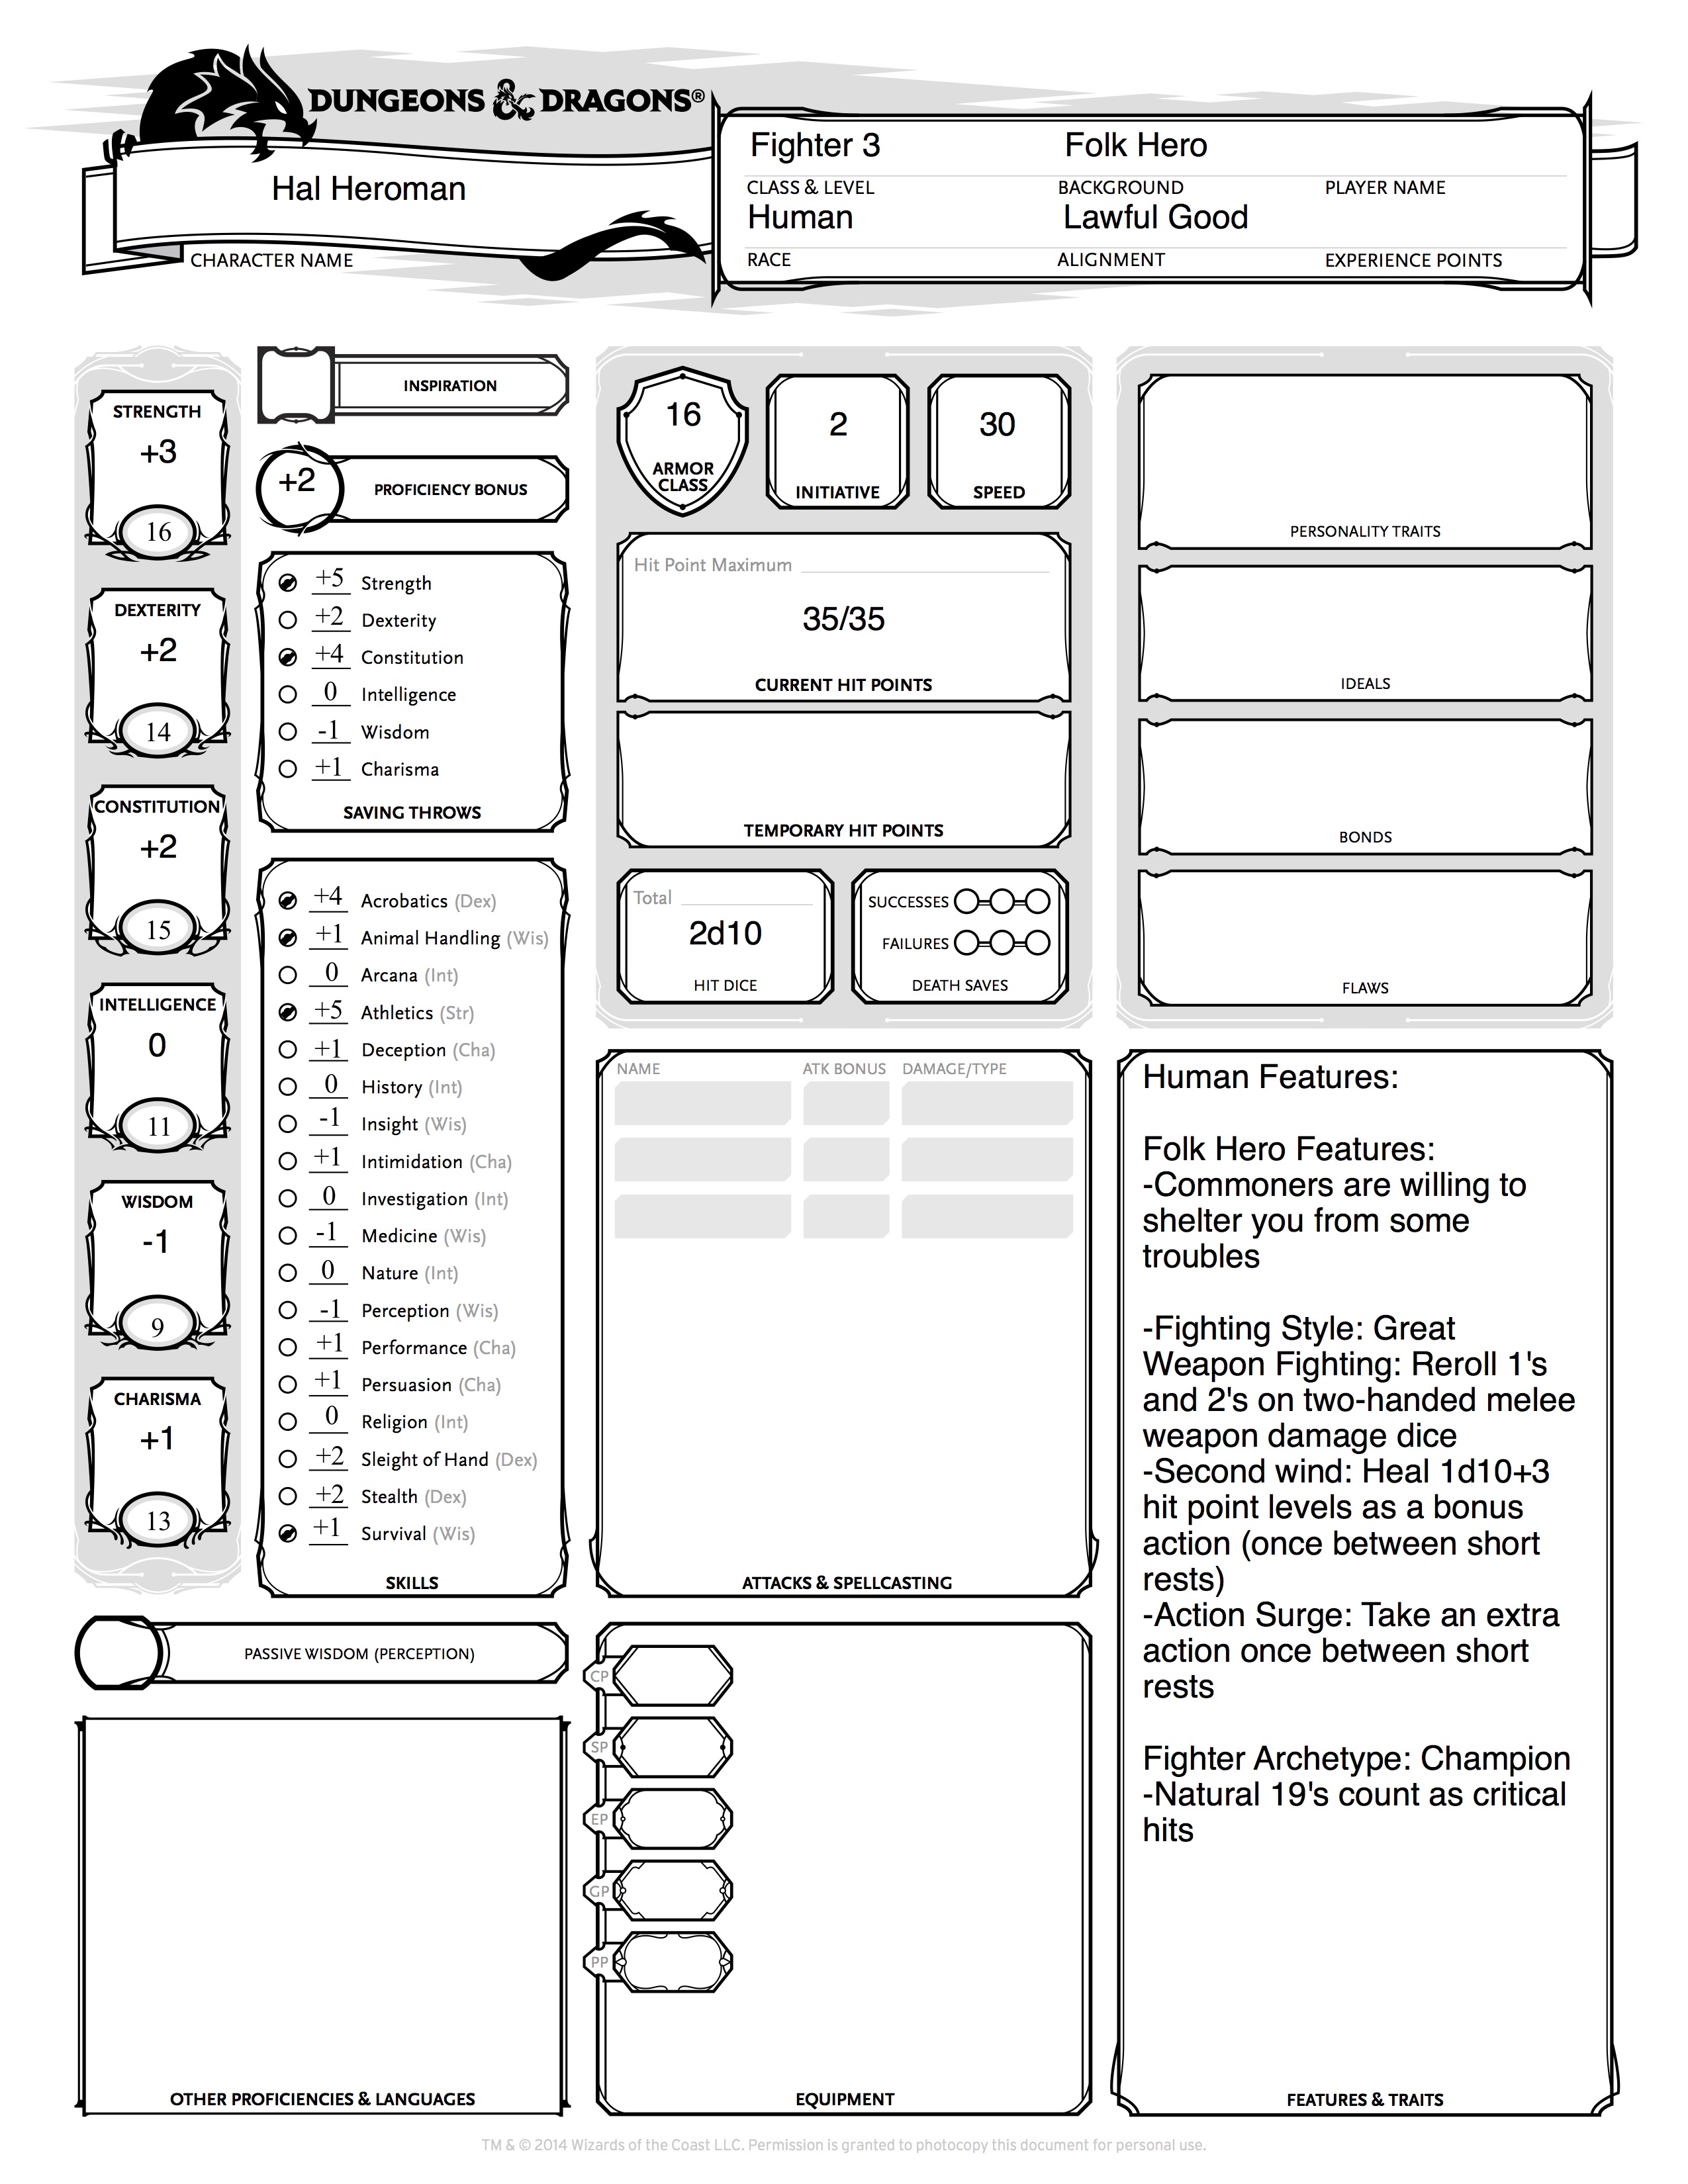 DUNGEONS & DRAGONS®
Hal Heroman
CHARACTER NAME
Fighter 3 Folk Hero
CLASS & LEVEL BACKGROUND PLAYER NAME
Human Lawful Good
RACE ALIGNMENT EXPERIENCE POINTS
STRENGTH
+3
16
DEXTERITY
+2
14
CONSTITUTION
+2
15
INTELLIGENCE
0
11
WISDOM
-1
9
CHARISMA
+1
13
INSPIRATION
+2 PROFICIENCY BONUS
+5 Strength
+2 Dexterity
+4 Constitution
0 Intelligence
-1 Wisdom
+1 Charisma
SAVING THROWS
+4 Acrobatics (Dex)
+1 Animal Handling (Wis)
0 Arcana (Int)
+5 Athletics (Str)
+1 Deception (Cha)
0 History (Int)
-1 Insight (Wis)
+1 Intimidation (Cha)
0 Investigation (Int)
-1 Medicine (Wis)
0 Nature (Int)
-1 Perception (Wis)
+1 Performance (Cha)
+1 Persuasion (Cha)
0 Religion (Int)
+2 Sleight of Hand (Dex)
+2 Stealth (Dex)
+1 Survival (Wis)
SKILLS
PASSIVE WISDOM (PERCEPTION)
OTHER PROFICIENCIES & LANGUAGES
16
ARMOR
CLASS
2
INITIATIVE
30
SPEED
Hit Point Maximum
35/35
CURRENT HIT POINTS
TEMPORARY HIT POINTS
Total
2d10
HIT DICE
SUCCESSES
FAILURES
DEATH SAVES
NAME ATK BONUS DAMAGE/TYPE
ATTACKS & SPELLCASTING
CP
SP
EP
GP
PP
EQUIPMENT
PERSONALITY TRAITS
IDEALS
BONDS
FLAWS
Human Features:
Folk Hero Features:
-Commoners are willing to
shelter you from some
troubles
-Fighting Style: Great
Weapon Fighting: Reroll 1's
and 2's on two-handed melee
weapon damage dice
-Second wind: Heal 1d10+3
hit point levels as a bonus
action (once between short
rests)
-Action Surge: Take an extra
action once between short
rests
Fighter Archetype: Champion
-Natural 19's count as critical
hits
FEATURES & TRAITS
TM & © 2014 Wizards of the Coast LLC. Permission is granted to photocopy this document for personal use.